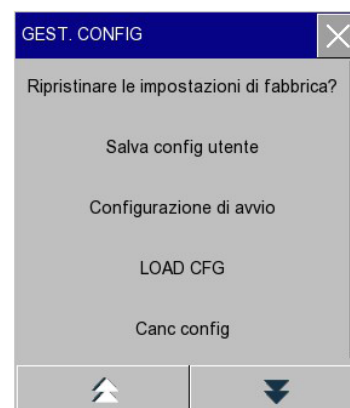 GEST. CONFIG
Ripristinare le impostazioni di fabbrica?
Salva config utente
Configurazione di avvio
LOAD CFG
Canc config